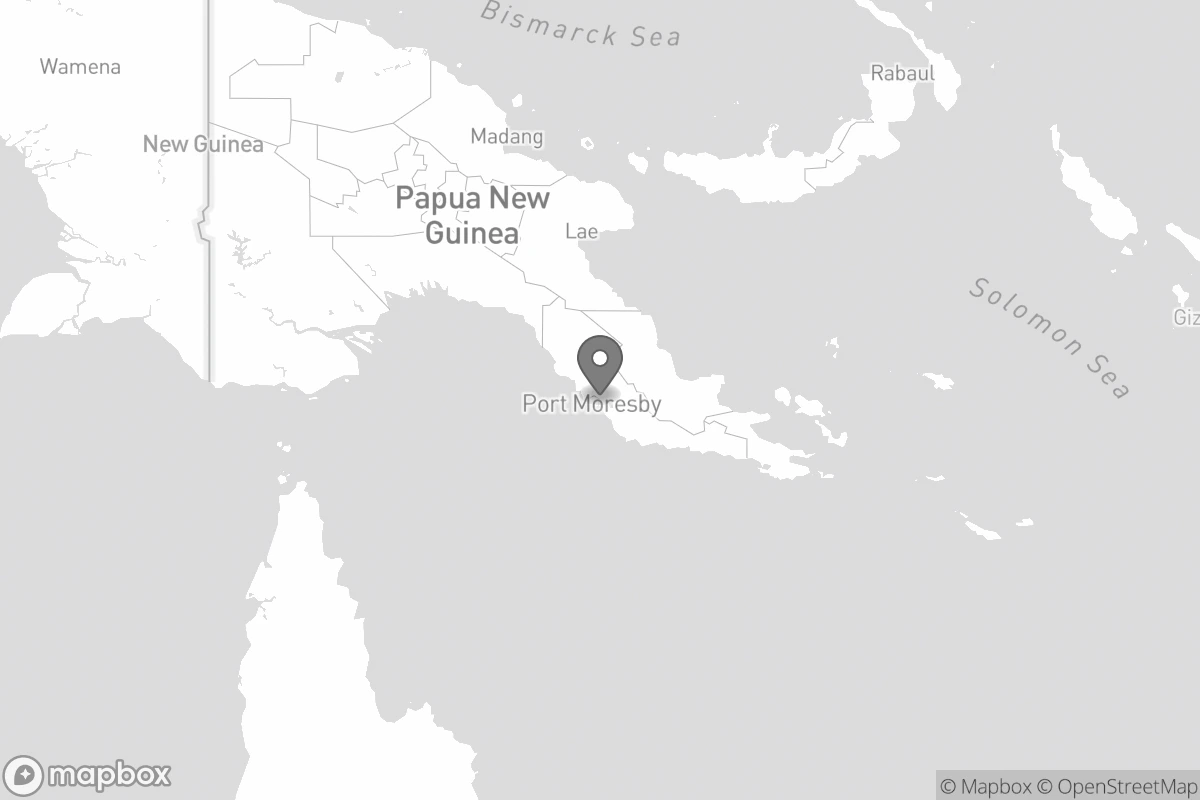 Bismarck Sea
Wamena
Rabaul
Madang
New Guinea
Papua New
Guinea
Lae
Solomon Sea
Giz
Port Moresby
mapbox
© Mapbox © OpenStreetMap